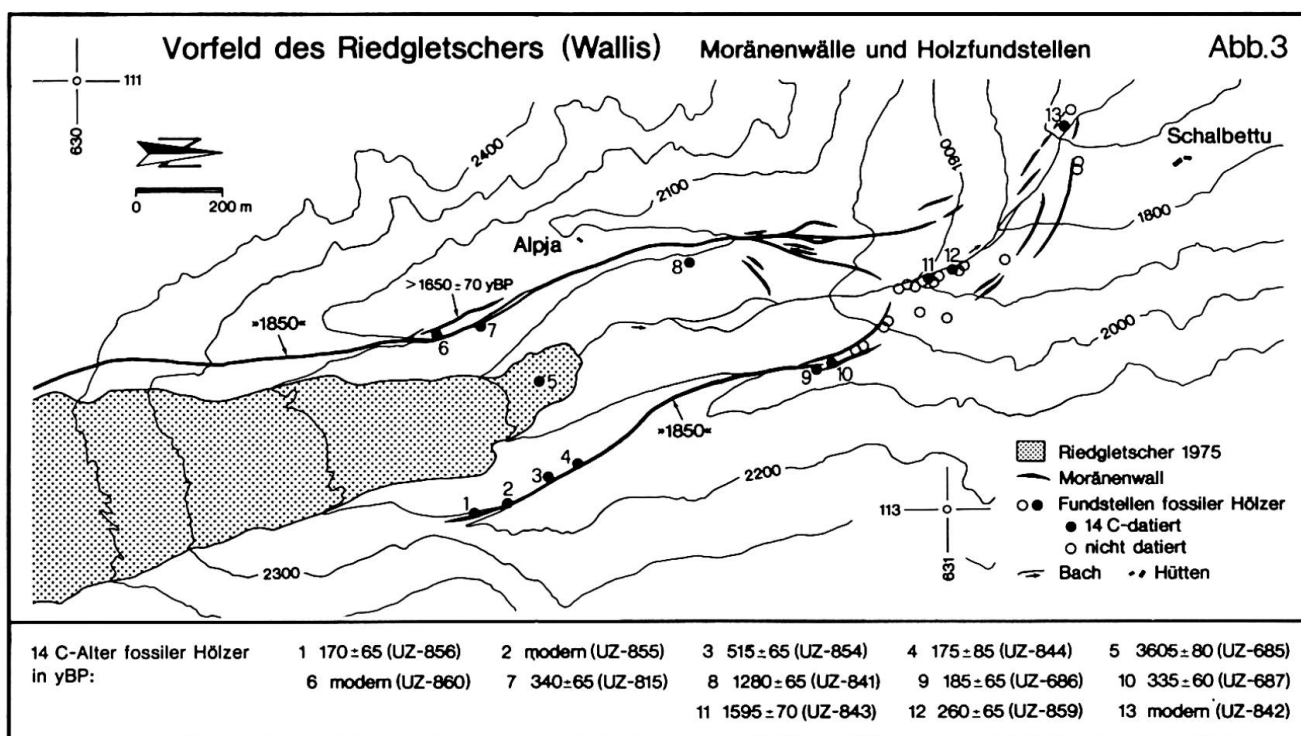 Vorfeld des Riedgletschers (Wallis) Moränenwälle und Holzfundstellen Abb.3
111
630
N
0 200 m
2400
2100
1900
13
Schalbettu
1800
Alpja
8
11
12
>1650±70 yBP
»1850«
6
7
2000
5
9
10
»1850«
4
3
2
1
2200
2300
113
631
Riedgletscher 1975
Moränenwall
Fundstellen fossiler Hölzer
14 C-datiert
nicht datiert
Bach Hütten
14 C-Alter fossiler Hölzer
in yBP:
1 170±65 (UZ-856) 2 modern (UZ-855) 3 515±65 (UZ-854) 4 175±85 (UZ-844) 5 3605±80 (UZ-685)
6 modern (UZ-860) 7 340±65 (UZ-815) 8 1280±65 (UZ-841) 9 185±65 (UZ-686) 10 335±60 (UZ-687)
11 1595±70 (UZ-843) 12 260±65 (UZ-859) 13 modern (UZ-842)